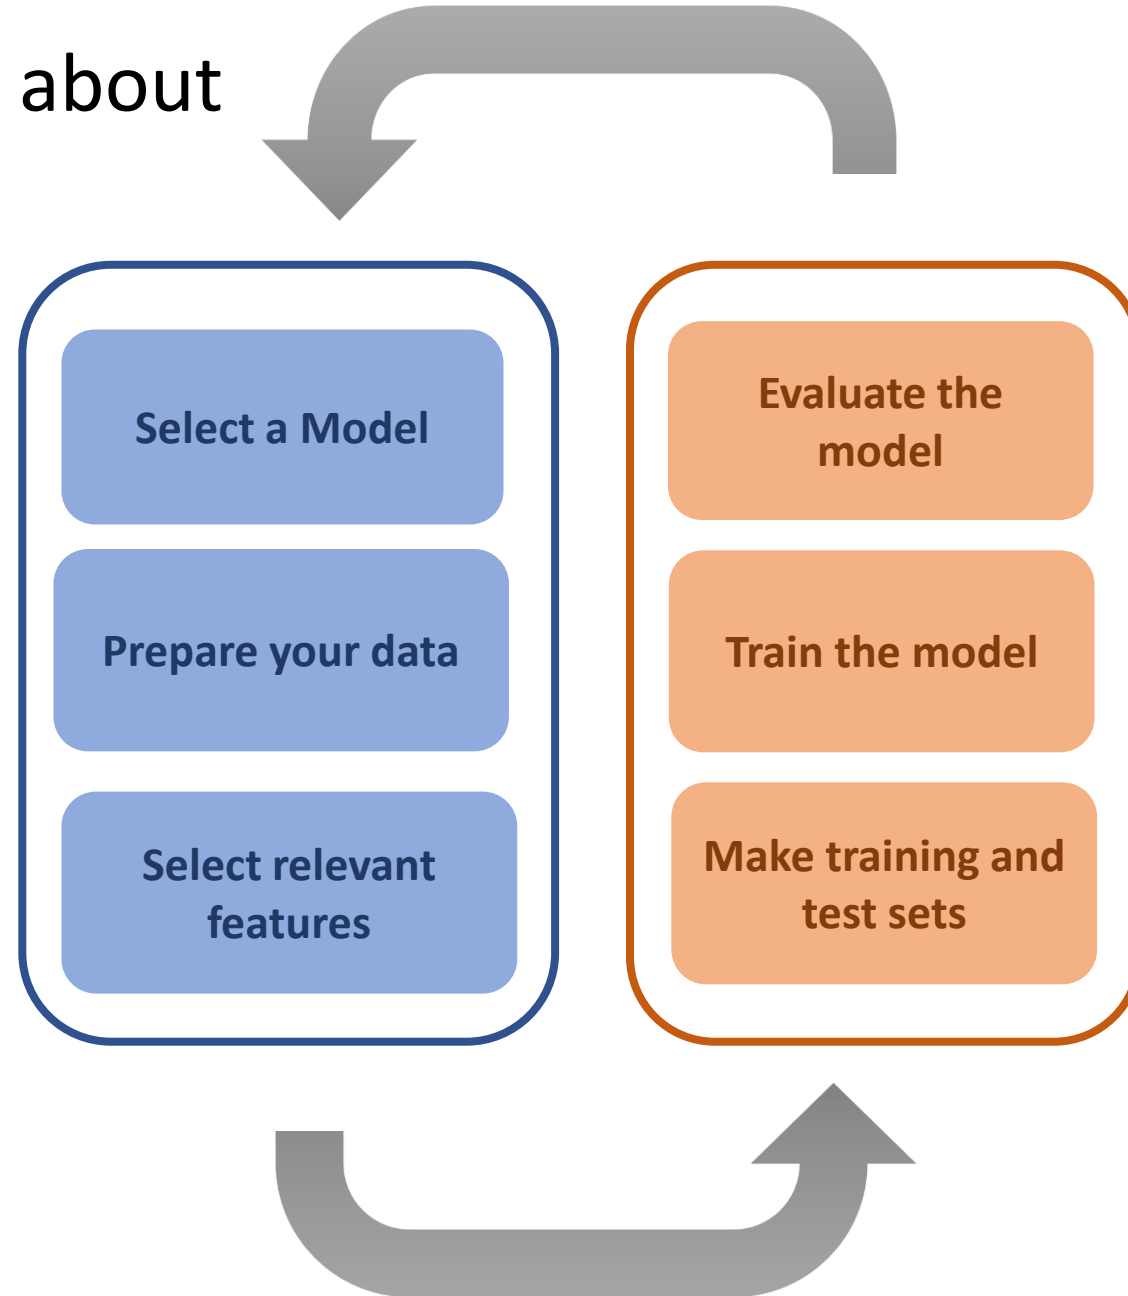 about
Select a Model
Prepare your data
Select relevant
features
Evaluate the
model
Train the model
Make training and
test sets